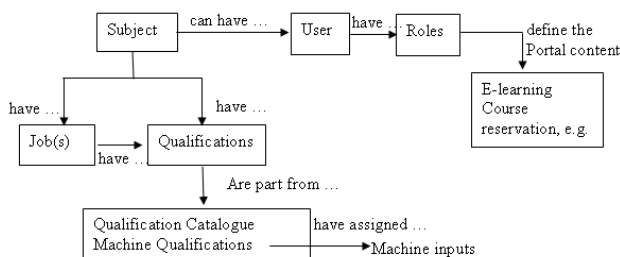 Subject
can have …
User
have …
Roles
define the
Portal content
E-learning
Course
reservation, e.g.
have …
have …
Job(s)
have …
Qualifications
Are part from …
Qualification Catalogue
Machine Qualifications
have assigned …
Machine inputs